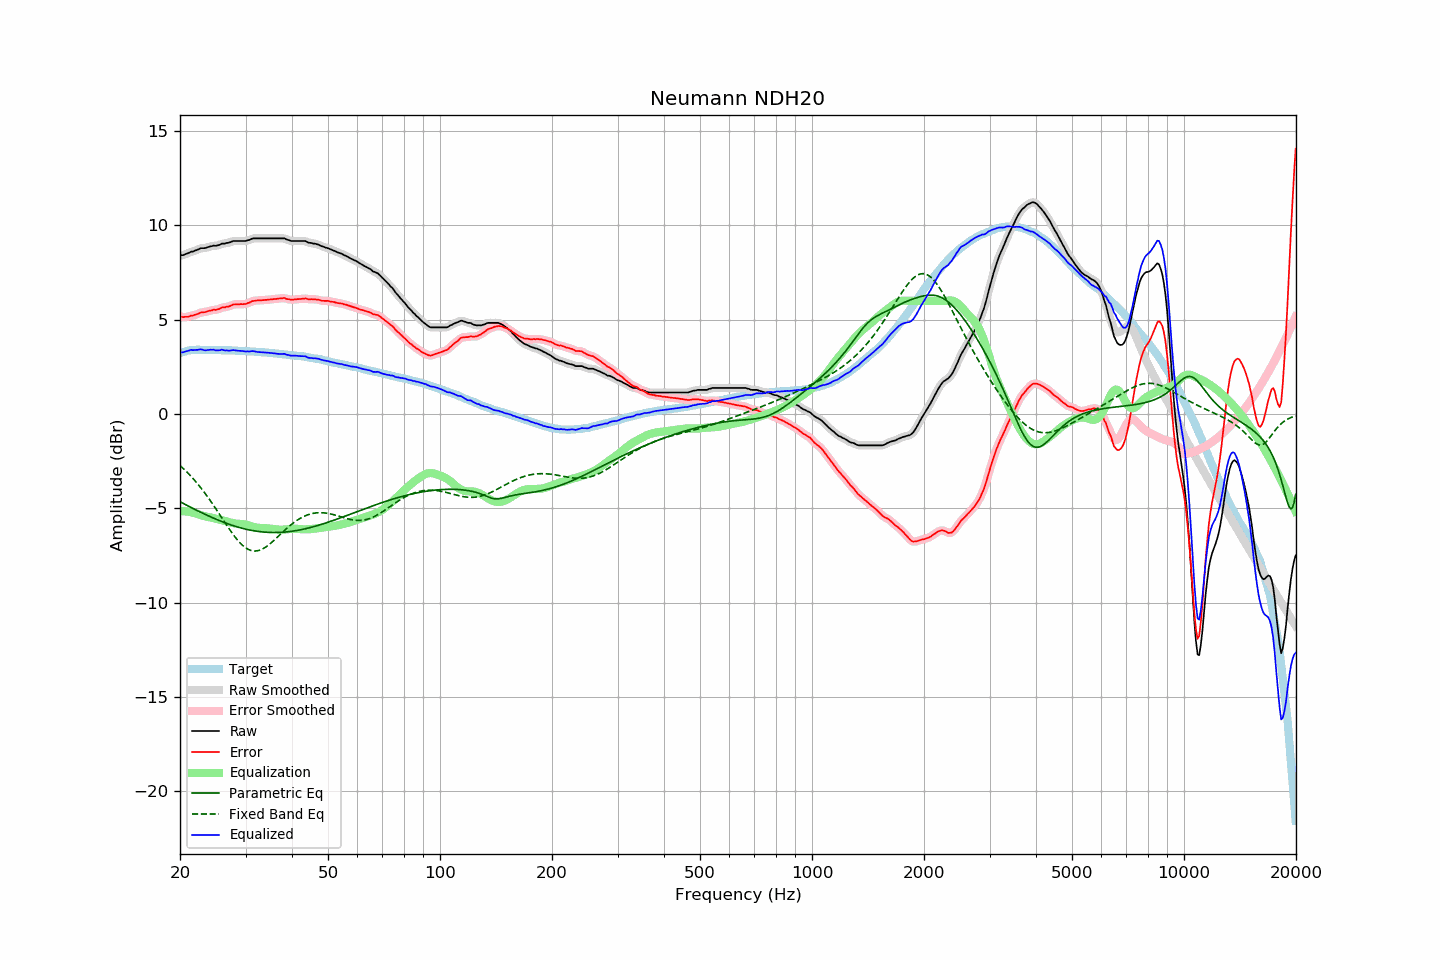 Neumann NDH20
Amplitude (dBr)
15
10
5
0
−5
−10
−15
−20
Target
Raw Smoothed
Error Smoothed
Raw
Error
Equalization
Parametric Eq
Fixed Band Eq
Equalized
20 50 100 200 500 1000 2000 5000 10000 20000
Frequency (Hz)